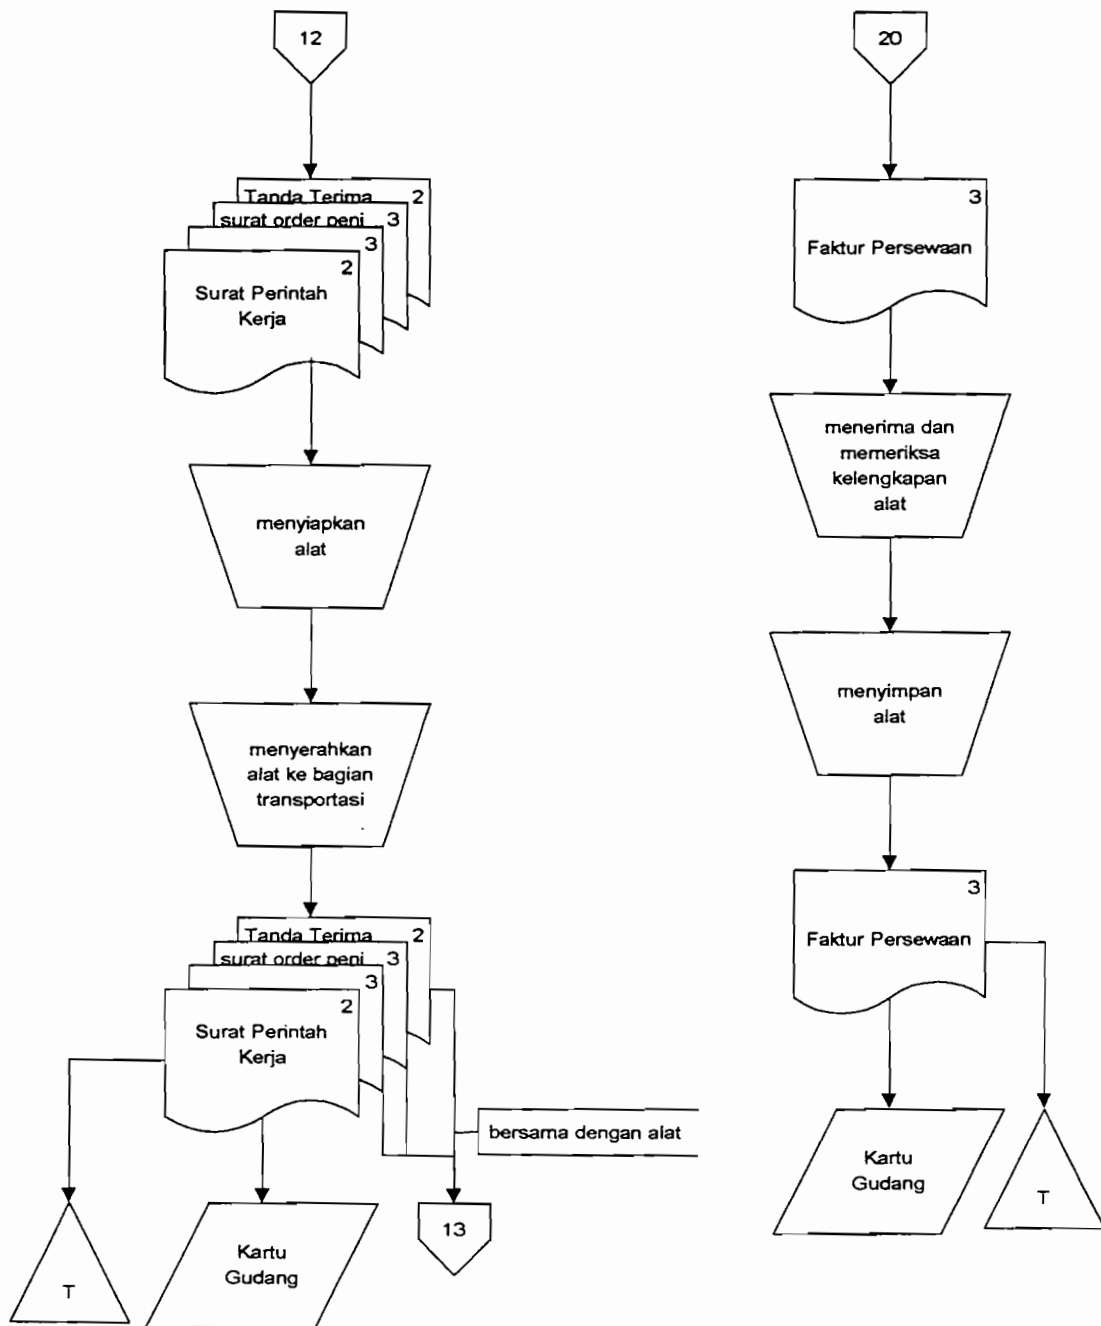 12
Tanda Terima 2
surat order peni 3
3
2
Surat Perintah
Kerja
menyiapkan
alat
menyerahkan
alat ke bagian
transportasi
Tanda Terima 2
surat order peni 3
3
2
Surat Perintah
Kerja
bersama dengan alat
T
Kartu
Gudang
13
20
3
Faktur Persewaan
menerima dan
memeriksa
kelengkapan
alat
menyimpan
alat
3
Faktur Persewaan
Kartu
Gudang
T